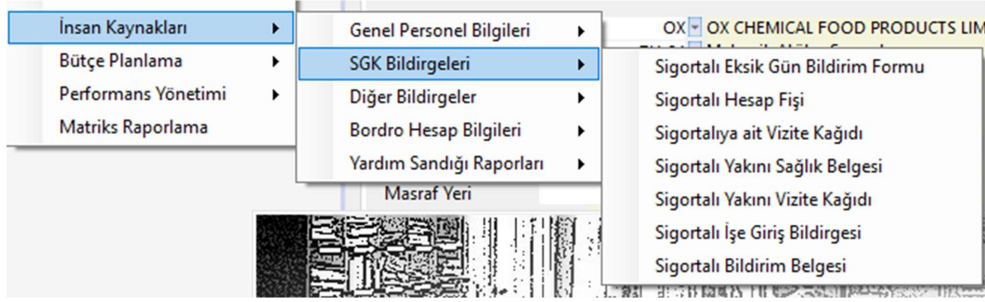 İnsan Kaynakları
Bütçe Planlama
Performans Yönetimi
Matriks Raporlama
Genel Personel Bilgileri
SGK Bildirgeleri
Diğer Bildirgeler
Bordro Hesap Bilgileri
Yardım Sandığı Raporları
Masraf Yeri
OX OX CHEMICAL FOOD PRODUCTS LIM
Sigortalı Eksik Gün Bildirim Formu
Sigortalı Hesap Fişi
Sigortalıya ait Vizite Kağıdı
Sigortalı Yakını Sağlık Belgesi
Sigortalı Yakını Vizite Kağıdı
Sigortalı İşe Giriş Bildirgesi
Sigortalı Bildirim Belgesi